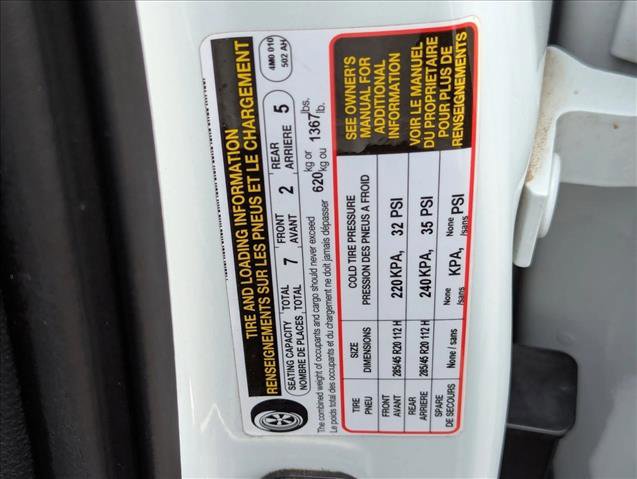 TIRE AND LOADING INFORMATION
RENSEIGNEMENTS SUR LES PNEUS ET LE CHARGEMENT
4M0 010
502 AH
SEATING CAPACITY TOTAL 7 FRONT 2 REAR 5
NOMBRE DE PLACES TOTAL AVANT ARRIERE
The combined weight of occupants and cargo should never exceed 620 kg or 1367 lbs.
Le poids total des occupants et du chargement ne doit jamais dépasser kg ou lb.
TIRE SIZE COLD TIRE PRESSURE
PNEU DIMENSIONS PRESSION DES PNEUS A FROID
FRONT
AVANT 285/45 R20 112 H 220 KPA, 32 PSI
REAR
ARRIERE 285/45 R20 112 H 240 KPA, 35 PSI
SPARE
DE SECOURS None / sans None /sans KPA, None /sans PSI
SEE OWNER'S
MANUAL FOR
ADDITIONAL
INFORMATION
VOIR LE MANUEL
DU PROPRIETAIRE
POUR PLUS DE
RENSEIGNEMENTS